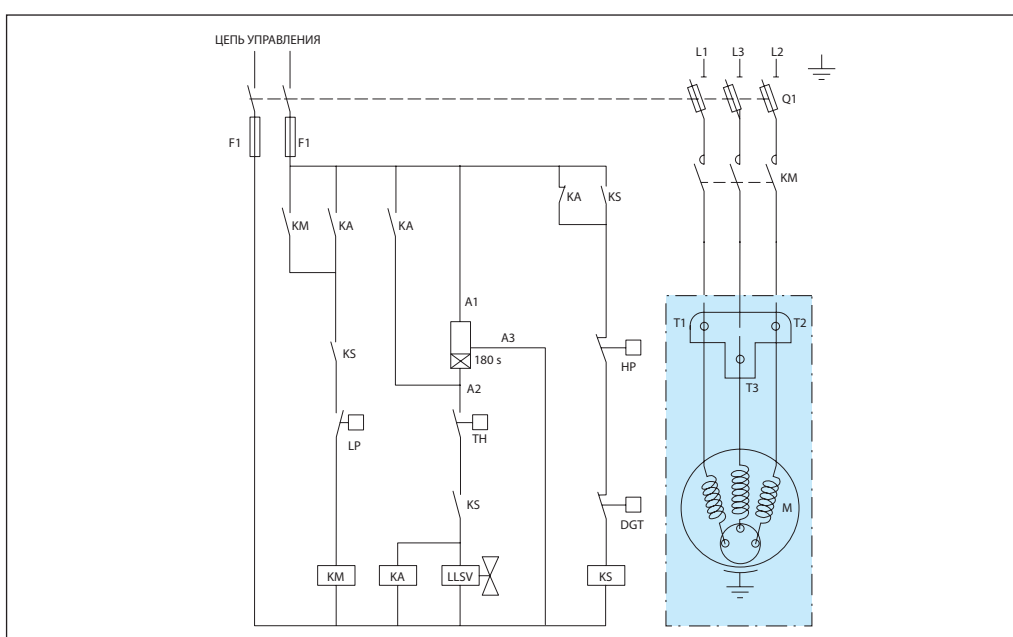 ЦЕПЬ УПРАВЛЕНИЯ
L1 L3 L2
Q1
F1 F1
KM
KA KS
KM KA KA
A1
T1 T2
A3
KS
180 s
HP
A2
T3
LP TH
KS
M
DGT
KM KA LLSV KS